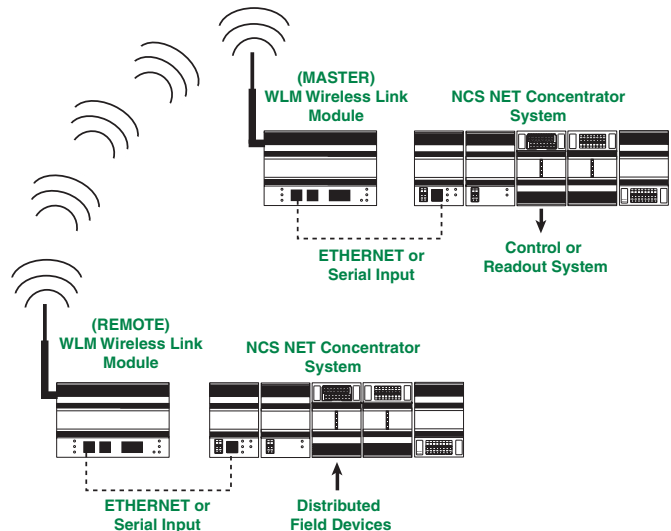 (MASTER)
WLM Wireless Link
Module
NCS NET Concentrator
System
ETHERNET or
Serial Input
Control or
Readout System
(REMOTE)
WLM Wireless Link
Module
NCS NET Concentrator
System
ETHERNET or
Serial Input
Distributed
Field Devices